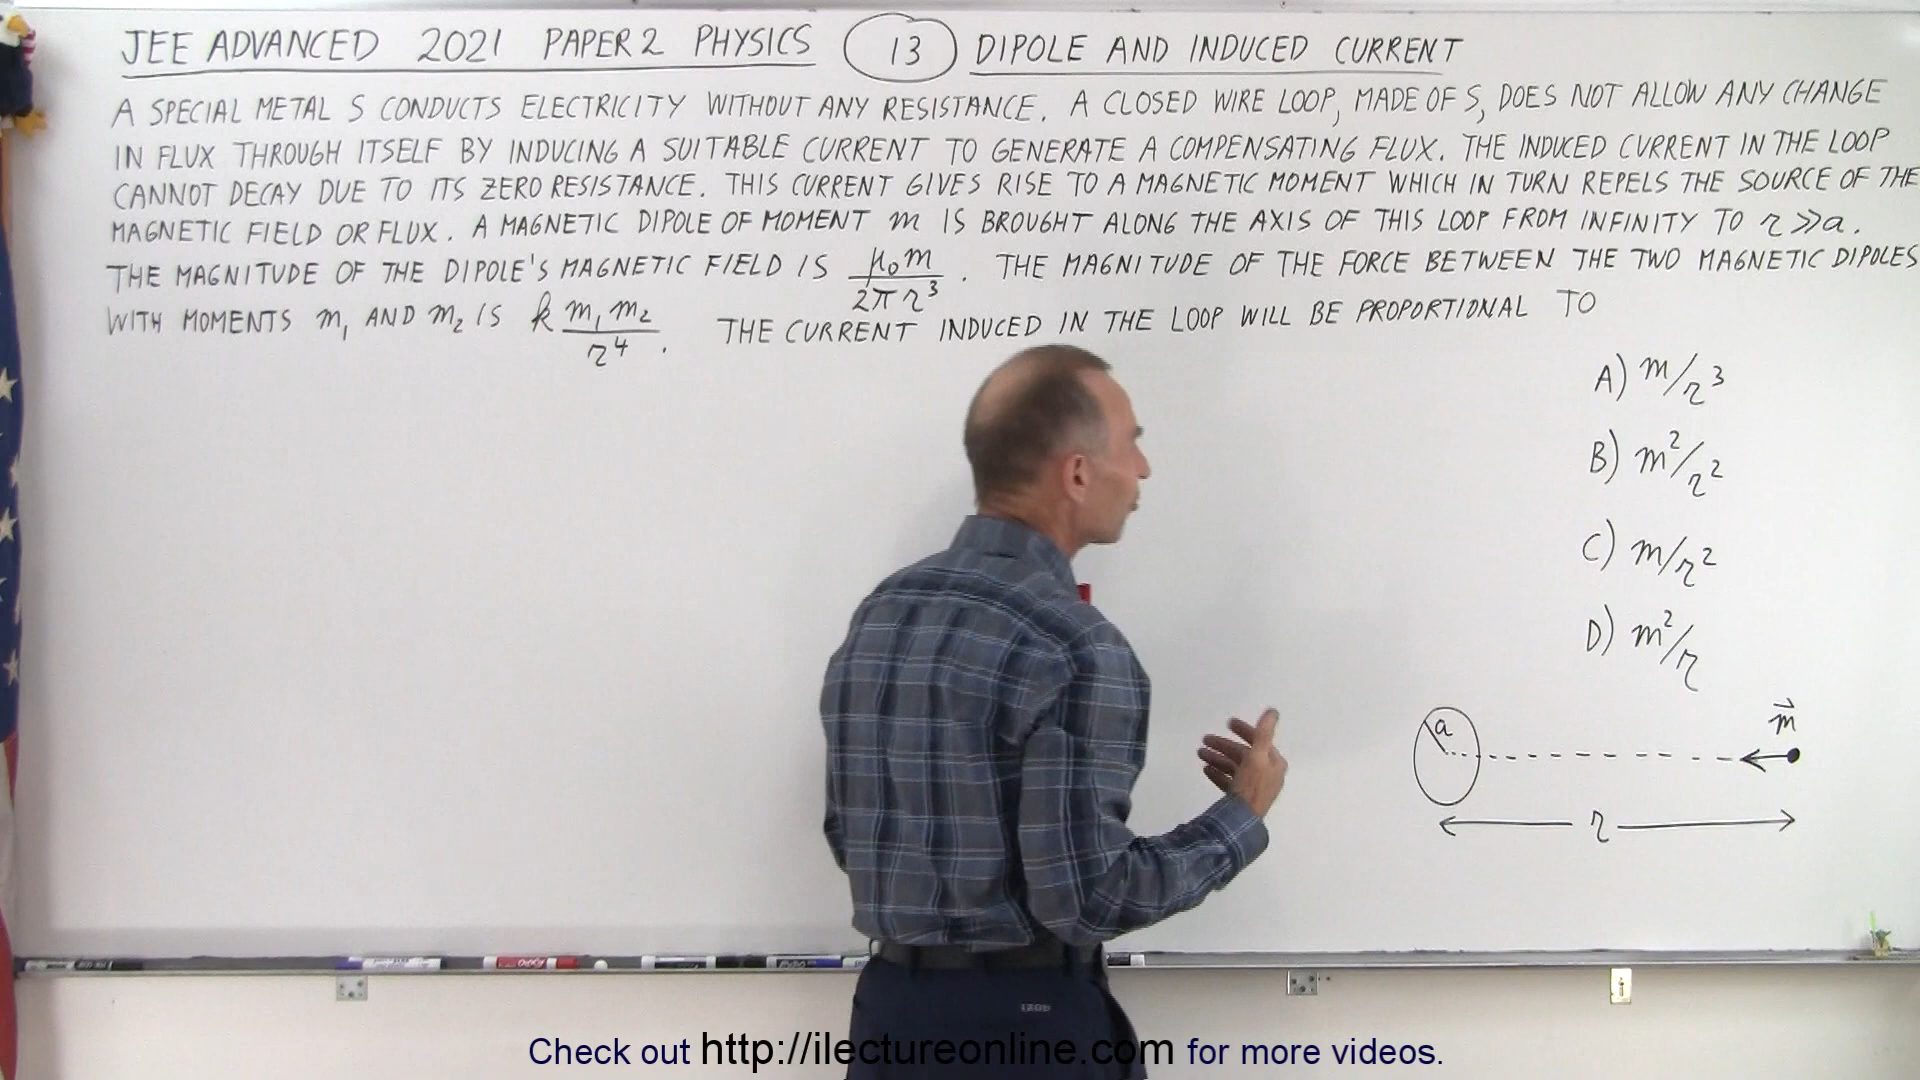 JEE ADVANCED 2021 PAPER 2 PHYSICS 13 DIPOLE AND INDUCED CURRENT
A SPECIAL METAL S CONDUCTS ELECTRICITY WITHOUT ANY RESISTANCE. A CLOSED WIRE LOOP, MADE OF S, DOES NOT ALLOW ANY CHANGE
IN FLUX THROUGH ITSELF BY INDUCING A SUITABLE CURRENT TO GENERATE A COMPENSATING FLUX. THE INDUCED CURRENT IN THE LOOP
CANNOT DECAY DUE TO ITS ZERO RESISTANCE. THIS CURRENT GIVES RISE TO A MAGNETIC MOMENT WHICH IN TURN REPELS THE SOURCE OF THE
MAGNETIC FIELD OR FLUX. A MAGNETIC DIPOLE OF MOMENT m IS BROUGHT ALONG THE AXIS OF THIS LOOP FROM INFINITY TO r >> a.
THE MAGNITUDE OF THE DIPOLE'S MAGNETIC FIELD IS μ₀m / 2πr³ . THE MAGNITUDE OF THE FORCE BETWEEN THE TWO MAGNETIC DIPOLES
WITH MOMENTS m₁ AND m₂ IS k m₁m₂ / r⁴ . THE CURRENT INDUCED IN THE LOOP WILL BE PROPORTIONAL TO
A) m/r³
B) m²/r²
C) m/r²
D) m²/r
a
m⃗
r
Check out http://ilectureonline.com for more videos.